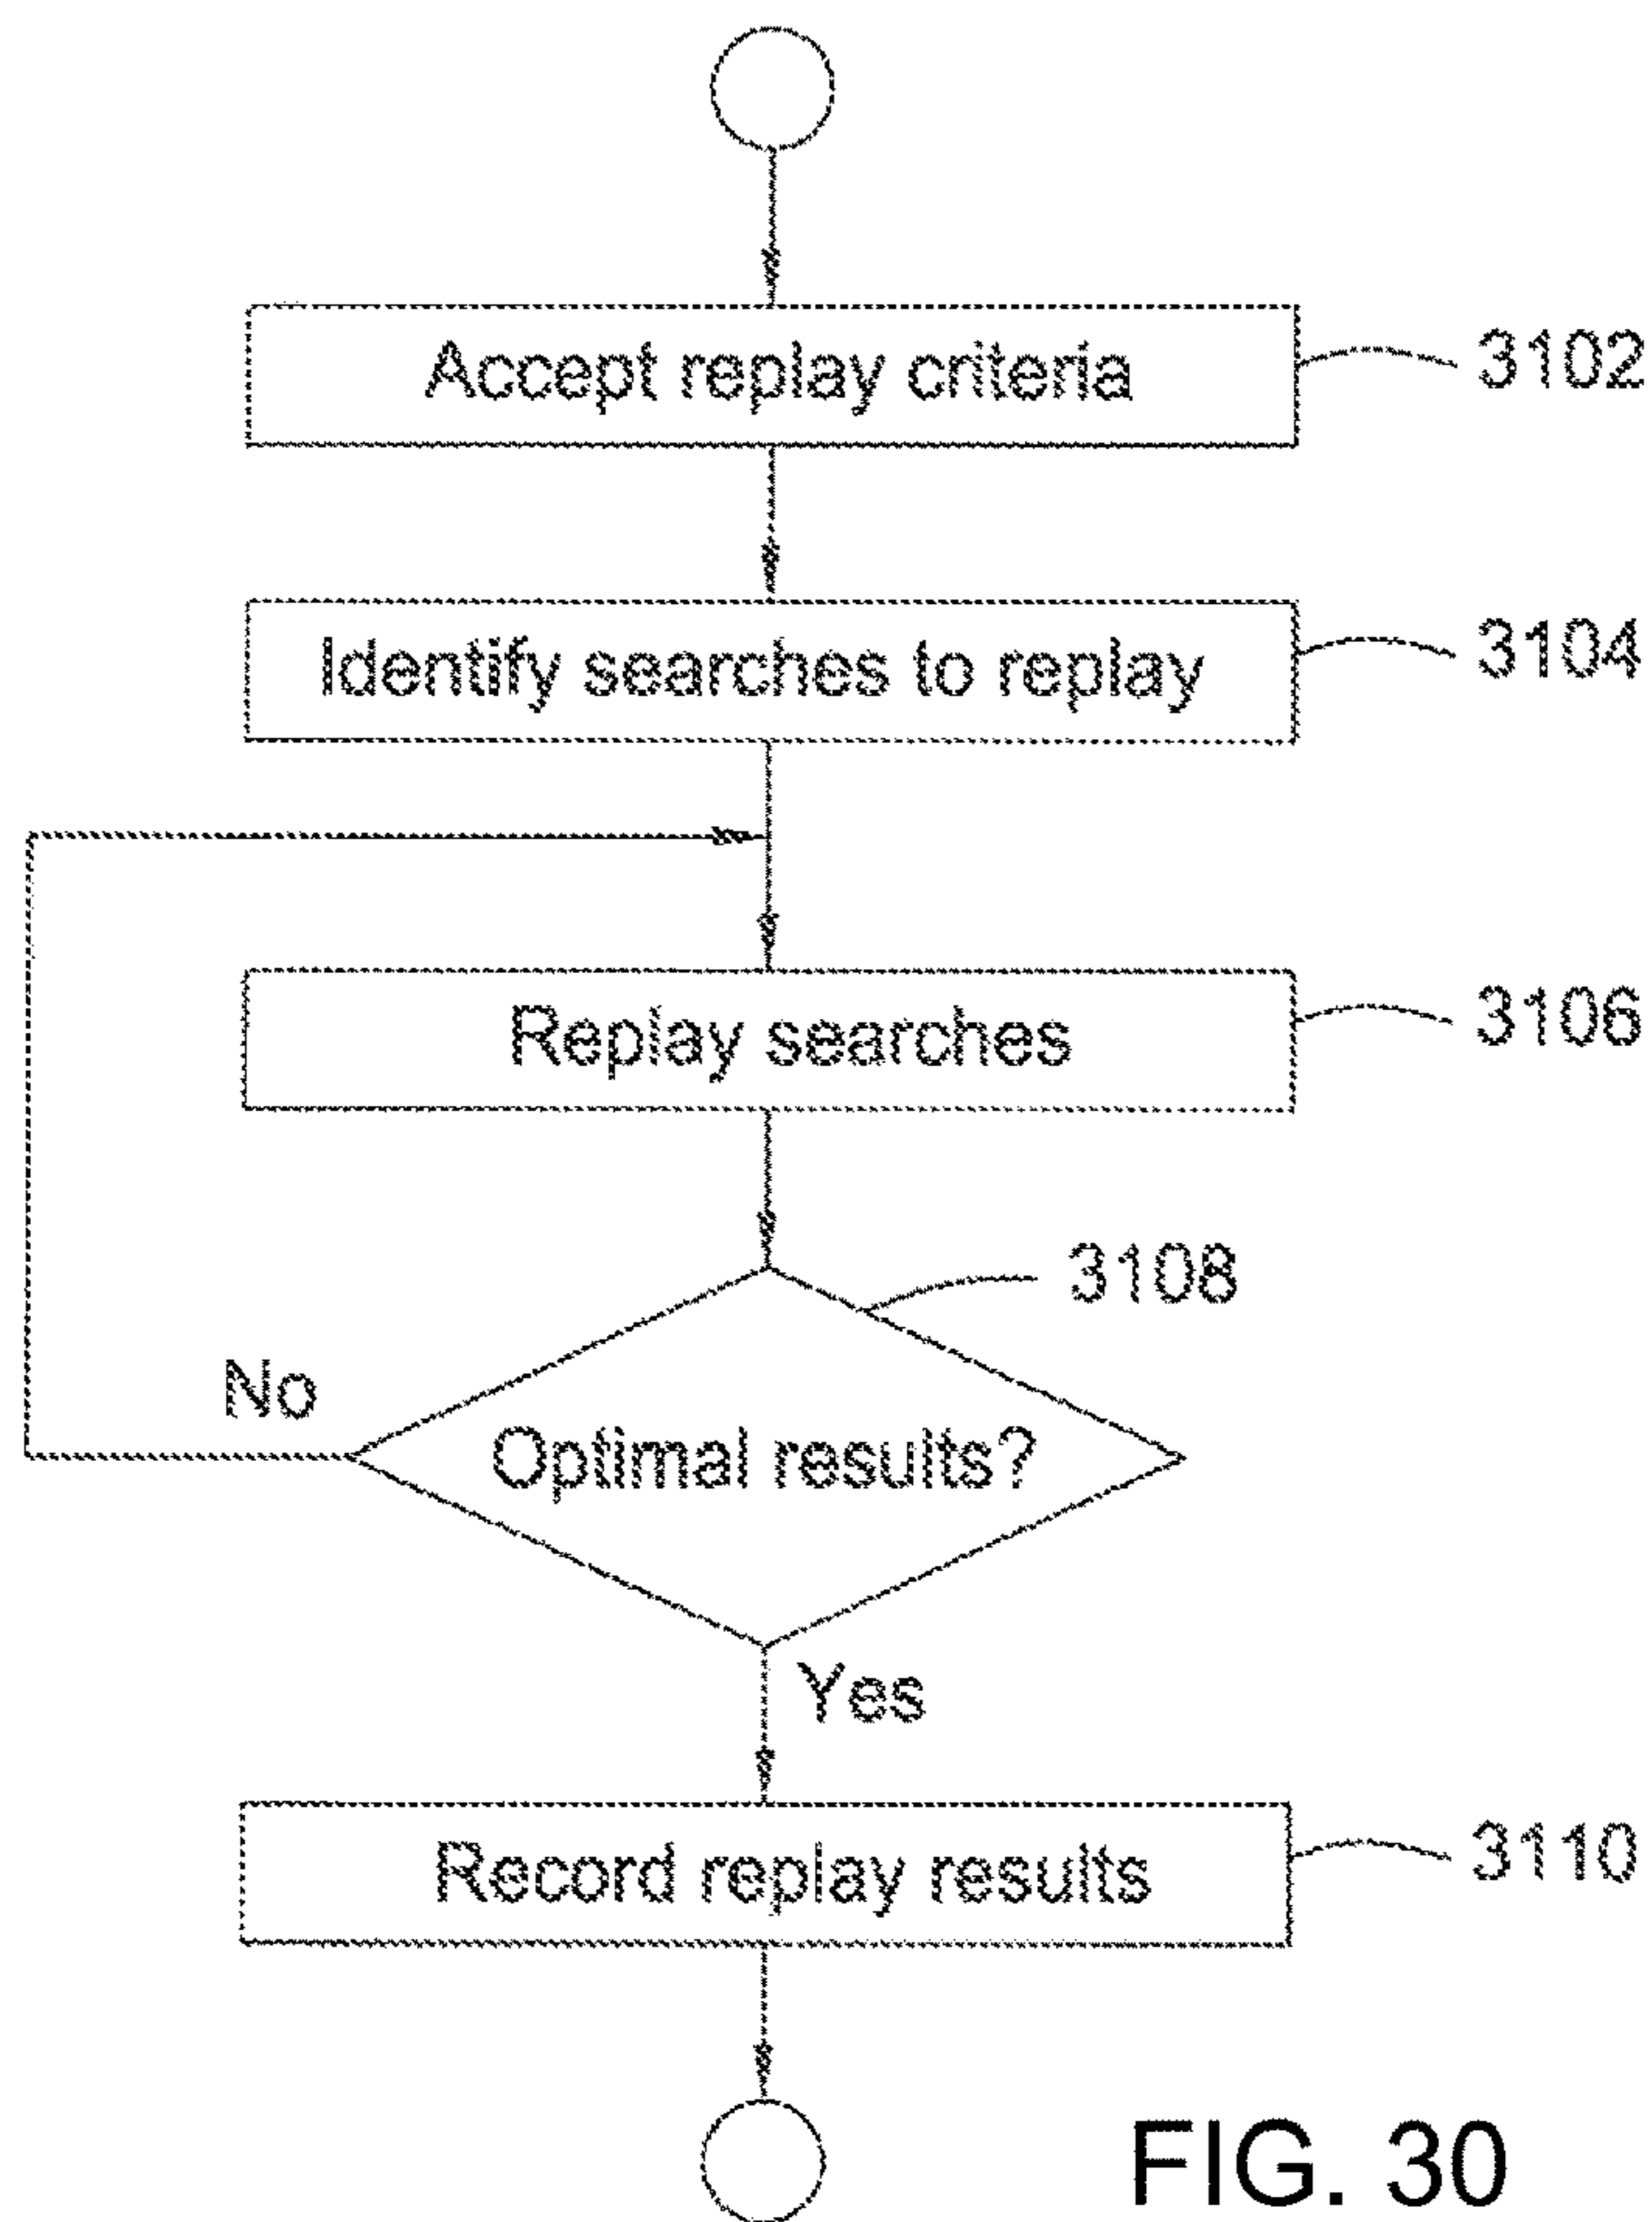 Accept replay criteria
3102
Identify searches to replay
3104
Replay searches
3106
3108
No
Optimal results?
Yes
Record replay results
3110
FIG. 30